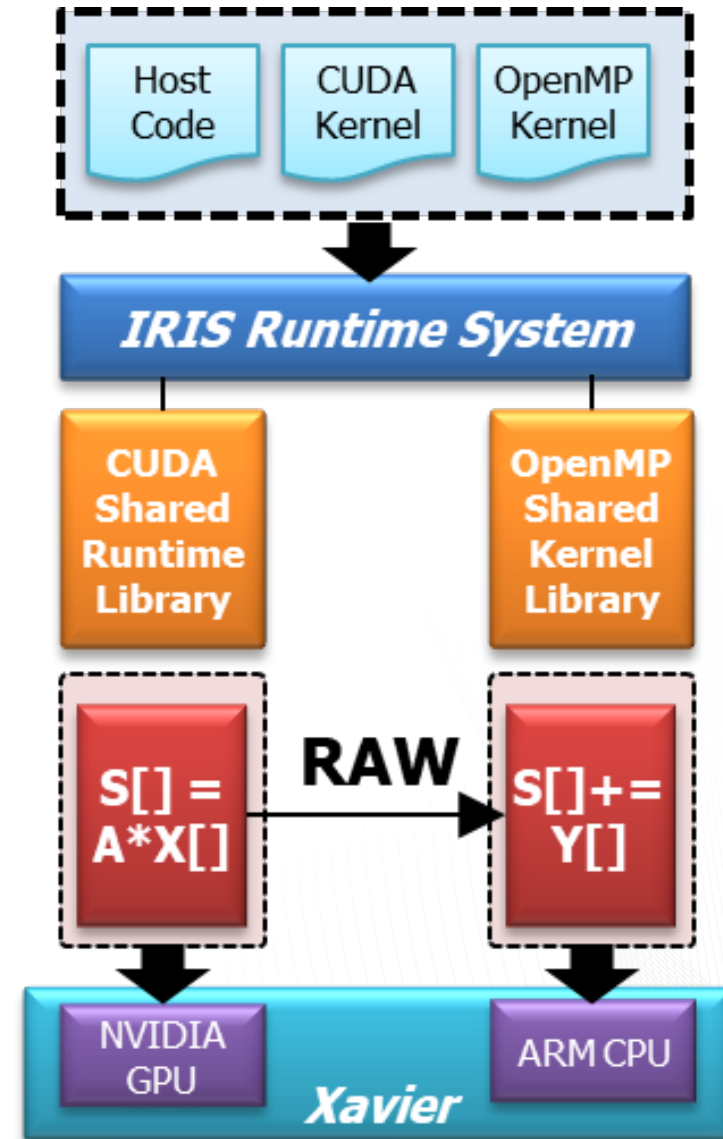 Host
Code
CUDA
Kernel
OpenMP
Kernel
IRIS Runtime System
CUDA
Shared
Runtime
Library
OpenMP
Shared
Kernel
Library
S[] =
A*X[]
RAW
S[]+=
Y[]
NVIDIA
GPU
ARM CPU
Xavier